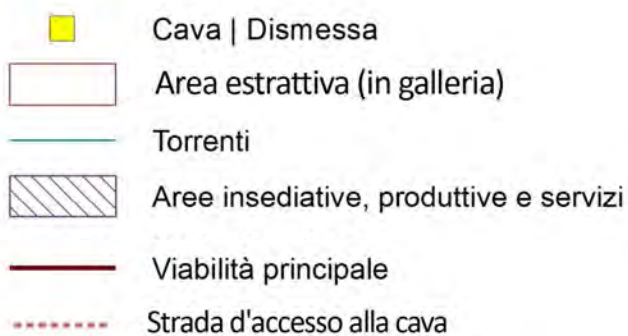 Cava | Dismessa
Area estrattiva (in galleria)
Torrenti
Aree insediative, produttive e servizi
Viabilità principale
Strada d'accesso alla cava